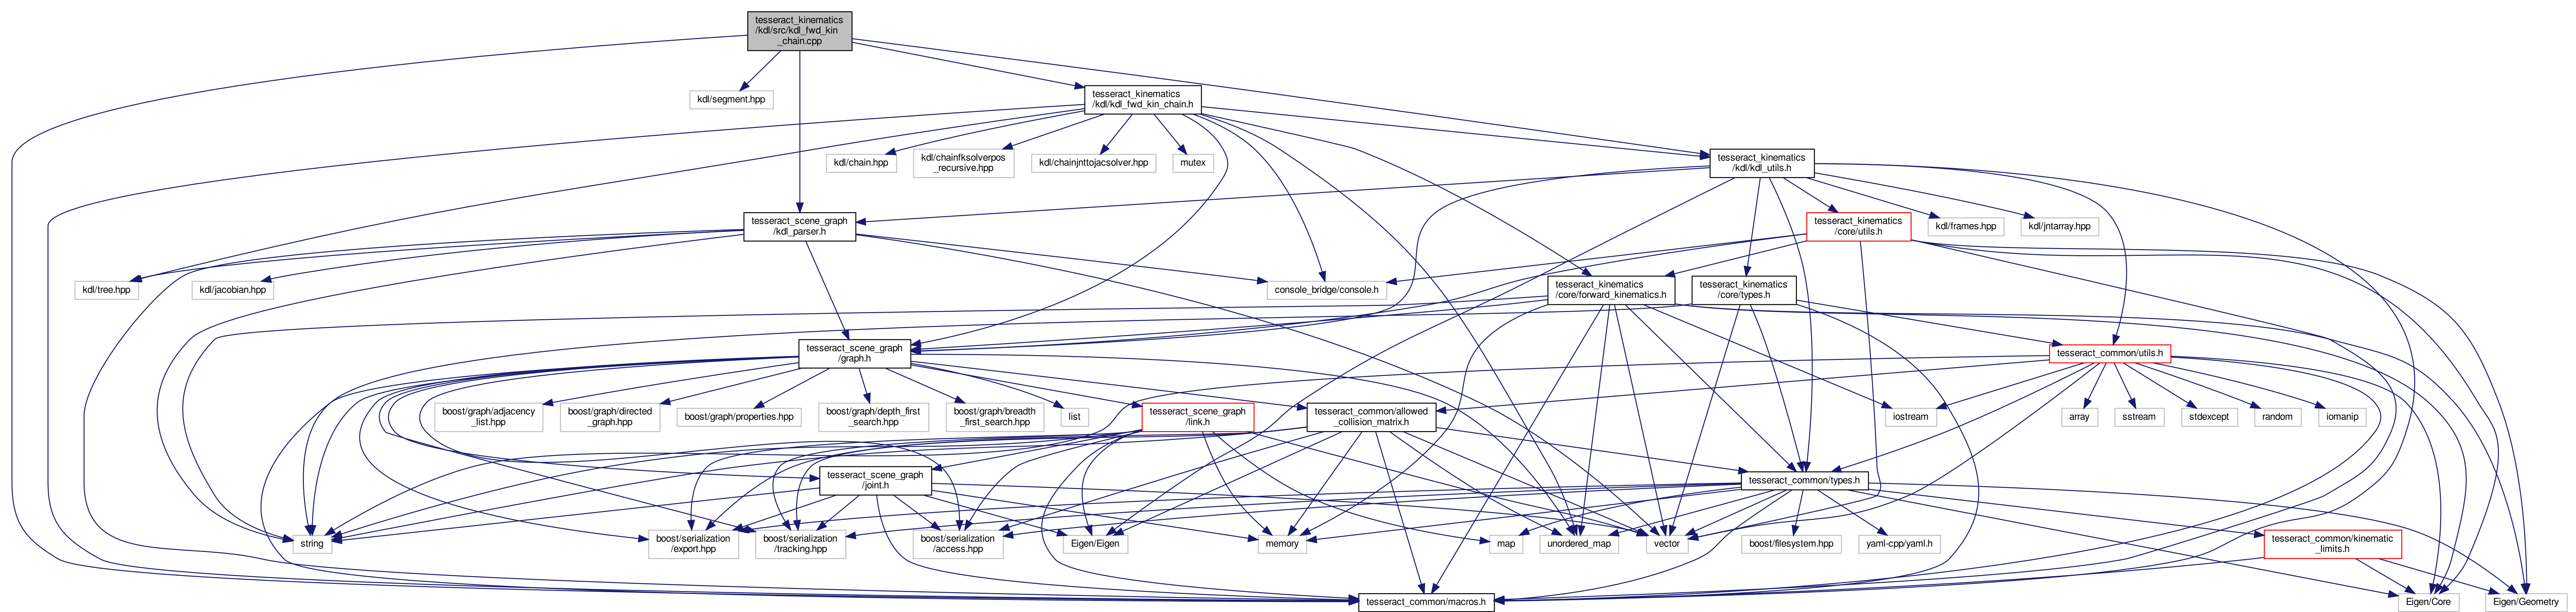 tesseract_kinematics
/kdl/src/kdl_fwd_kin
_chain.cpp
kdl/segment.hpp
tesseract_kinematics
/kdl/kdl_fwd_kin_chain.h
kdl/chain.hpp
kdl/chainfksolverpos
_recursive.hpp
kdl/chainjnttojacsolver.hpp
mutex
tesseract_kinematics
/kdl/kdl_utils.h
tesseract_scene_graph
/kdl_parser.h
tesseract_kinematics
/core/utils.h
kdl/frames.hpp
kdl/jntarray.hpp
kdl/tree.hpp
kdl/jacobian.hpp
console_bridge/console.h
tesseract_kinematics
/core/forward_kinematics.h
tesseract_kinematics
/core/types.h
tesseract_scene_graph
/graph.h
tesseract_common/utils.h
boost/graph/adjacency
_list.hpp
boost/graph/directed
_graph.hpp
boost/graph/properties.hpp
boost/graph/depth_first
_search.hpp
boost/graph/breadth
_first_search.hpp
list
tesseract_scene_graph
/link.h
tesseract_common/allowed
_collision_matrix.h
iostream
array
sstream
stdexcept
random
iomanip
tesseract_scene_graph
/joint.h
tesseract_common/types.h
string
boost/serialization
/export.hpp
boost/serialization
/tracking.hpp
boost/serialization
/access.hpp
Eigen/Eigen
memory
map
unordered_map
vector
boost/filesystem.hpp
yaml-cpp/yaml.h
tesseract_common/kinematic
_limits.h
tesseract_common/macros.h
Eigen/Core
Eigen/Geometry